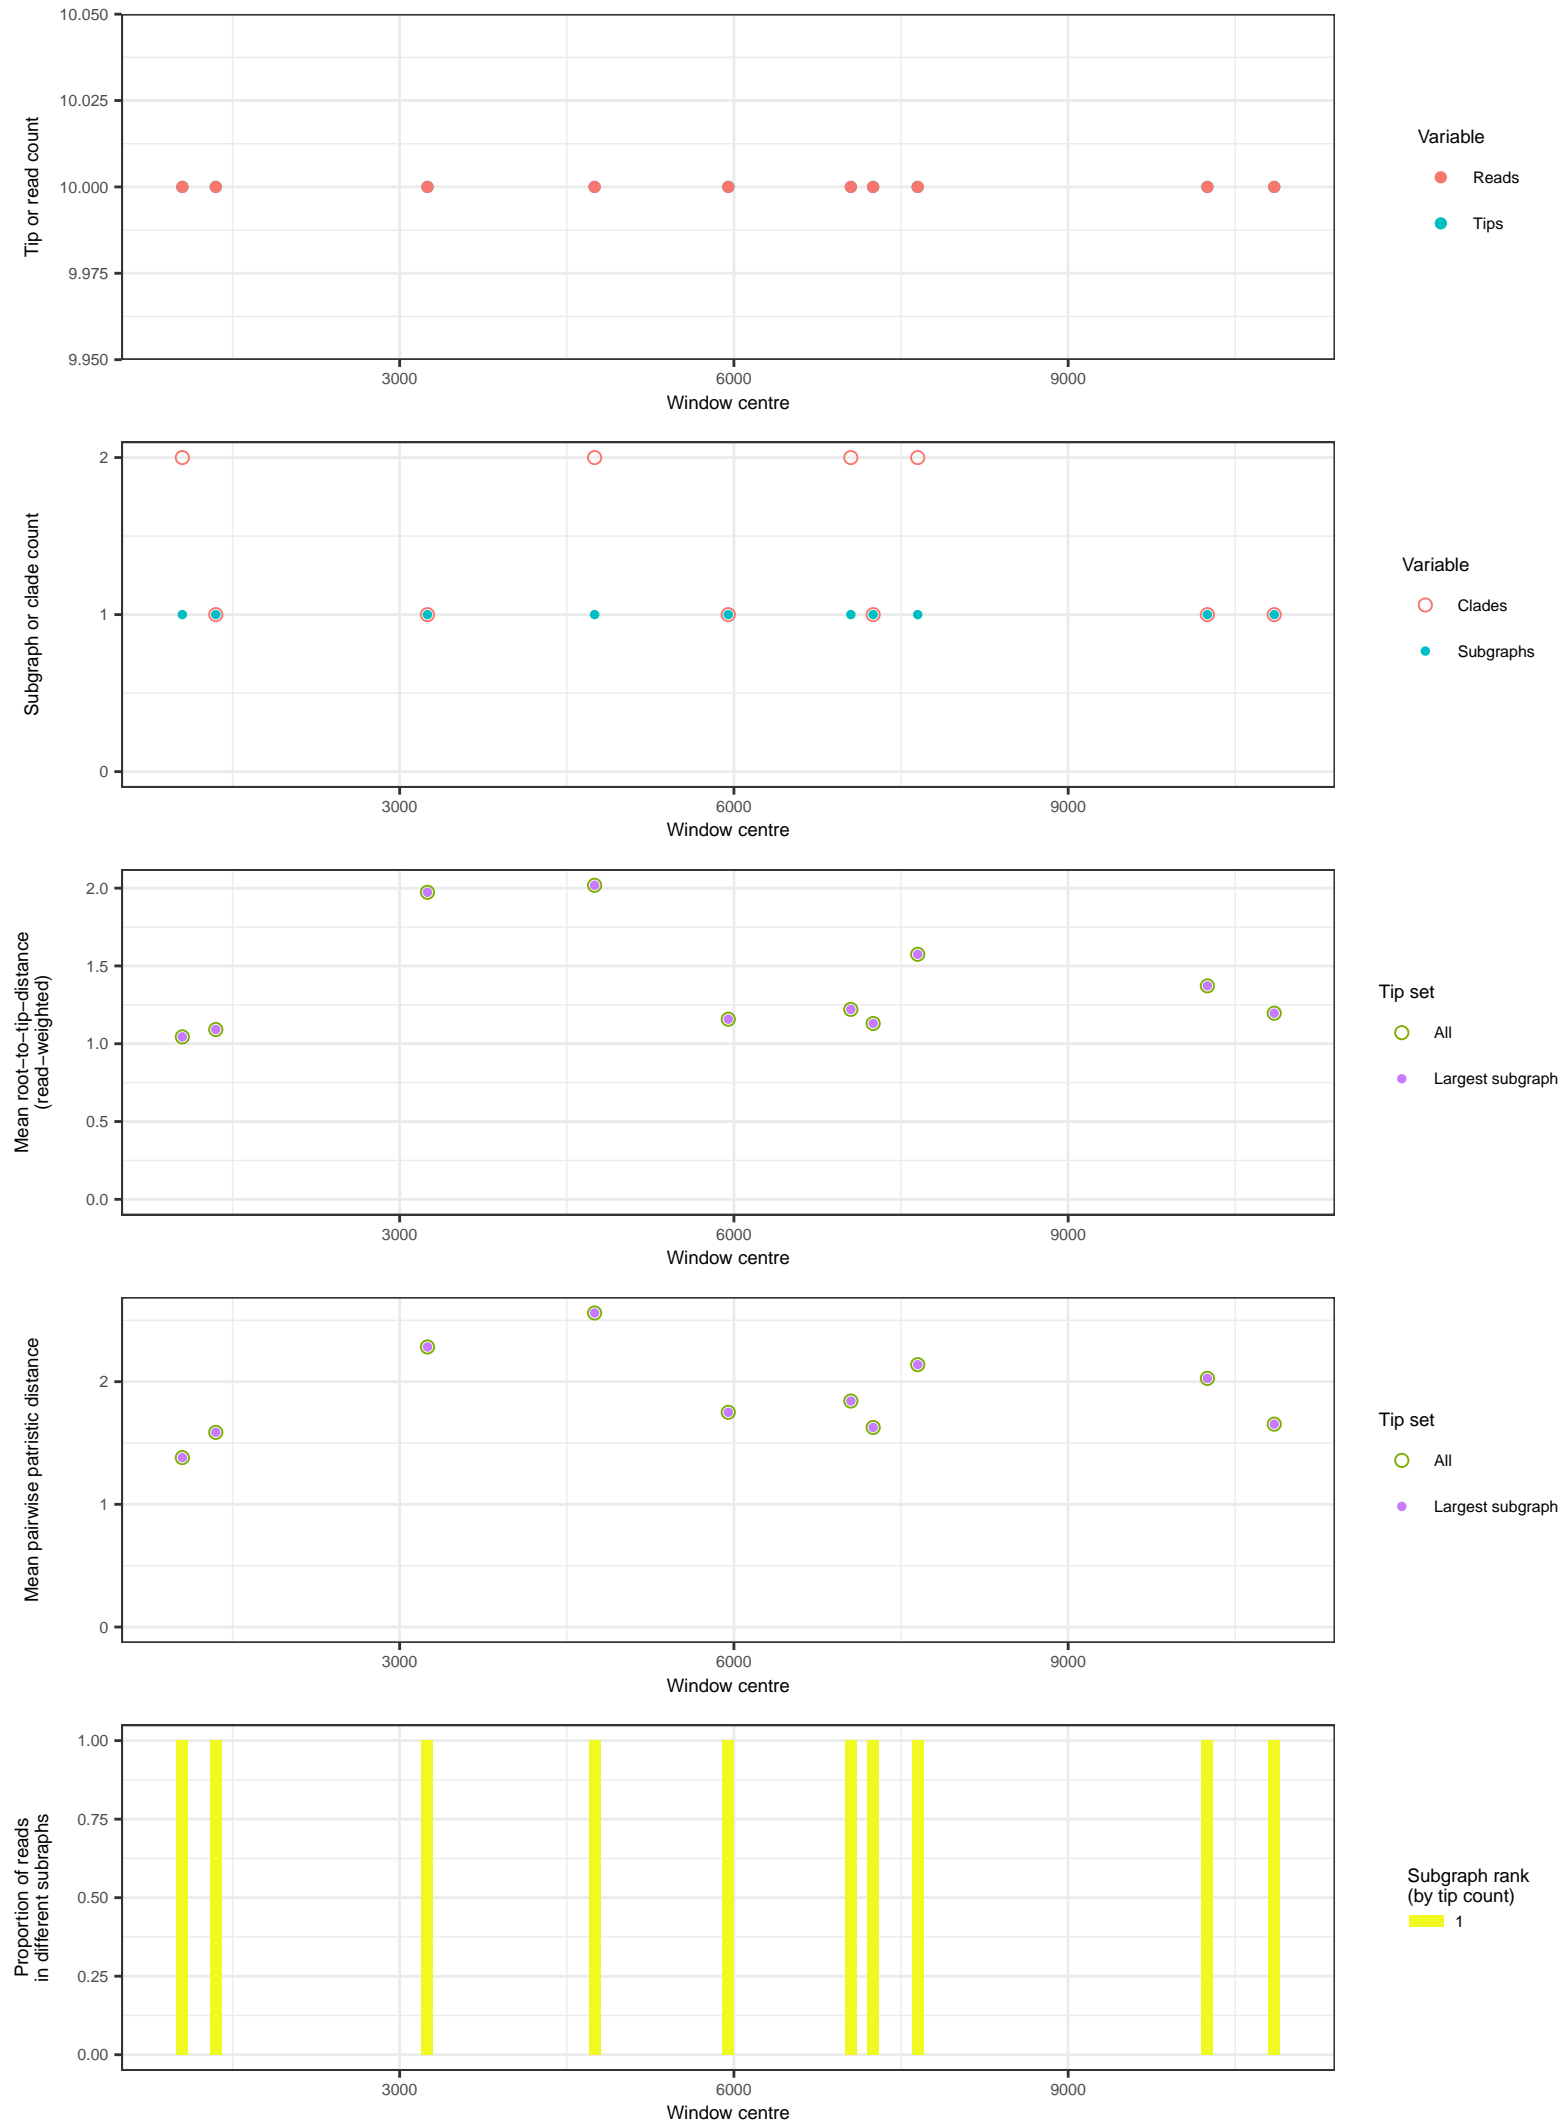 10.050
10.025
10.000
9.975
9.950
Tip or read count
3000 6000 9000
Window centre
Variable
Reads
Tips
2
1
0
Subgraph or clade count
3000 6000 9000
Window centre
Variable
Clades
Subgraphs
2.0
1.5
1.0
0.5
0.0
Mean root−to−tip−distance
(read−weighted)
3000 6000 9000
Window centre
Tip set
All
Largest subgraph
2
1
0
Mean pairwise patristic distance
3000 6000 9000
Window centre
Tip set
All
Largest subgraph
1.00
0.75
0.50
0.25
0.00
Proportion of reads
in different subraphs
3000 6000 9000
Window centre
Subgraph rank
(by tip count)
1